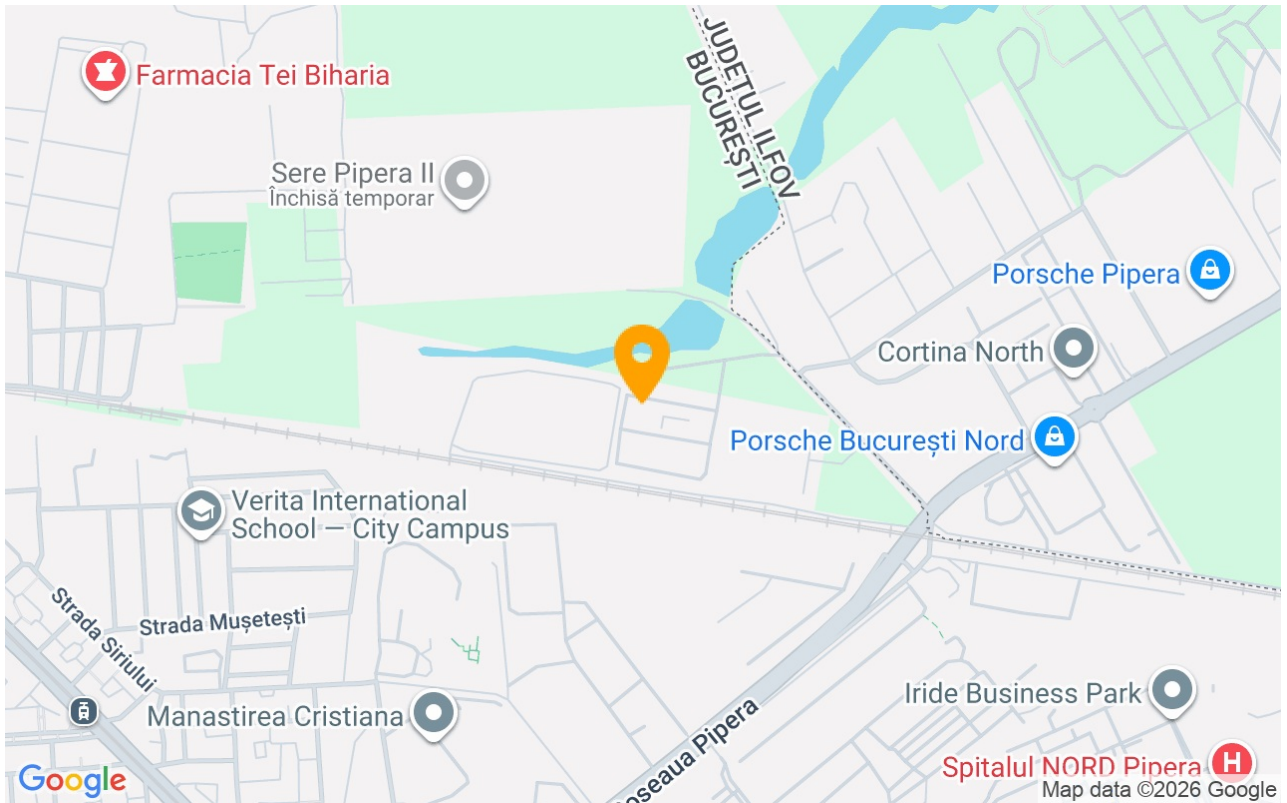 JUDEȚUL ILFOV
BUCUREȘTI
Farmacia Tei Biharia
Sere Pipera II
Închisă temporar
Porsche Pipera
Cortina North
Porsche București Nord
Verita International
School — City Campus
Strada Mușetești
Strada Siriului
Manastirea Cristiana
Șoseaua Pipera
Iride Business Park
Spitalul NORD Pipera
H
Google
Map data ©2026 Google